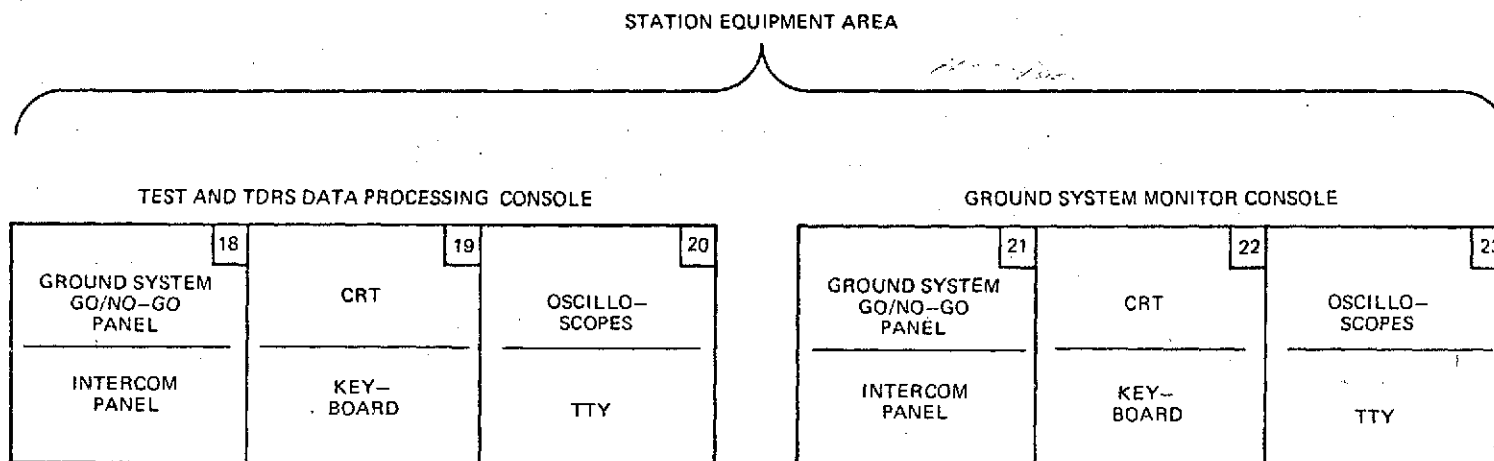 STATION EQUIPMENT AREA
TEST AND TDRS DATA PROCESSING CONSOLE
18
19
20
GROUND SYSTEM
GO/NO–GO
PANEL
CRT
OSCILLO–
SCOPES
INTERCOM
PANEL
KEY–
BOARD
TTY
GROUND SYSTEM MONITOR CONSOLE
21
22
23
GROUND SYSTEM
GO/NO–GO
PANEL
CRT
OSCILLO–
SCOPES
INTERCOM
PANEL
KEY–
BOARD
TTY